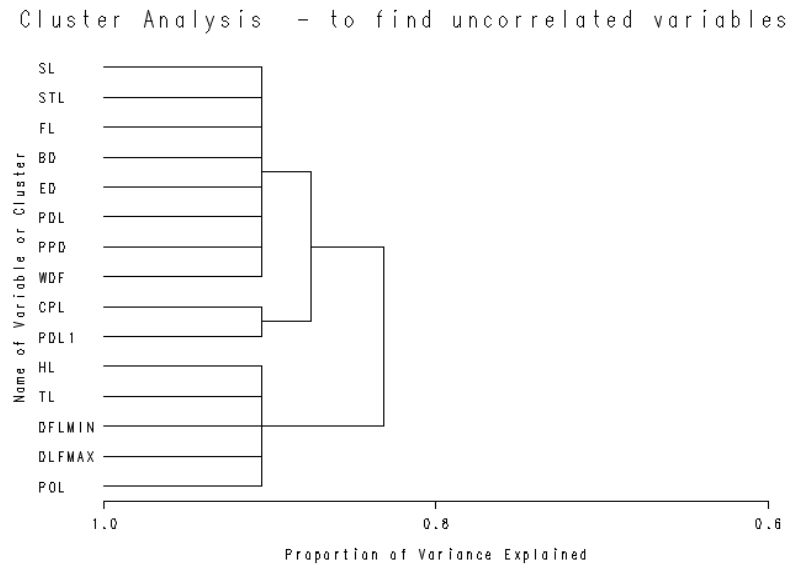 Cluster Analysis - to find uncorrelated variables
Name of Variable or Cluster
SL
STL
FL
BD
ED
PDL
PPD
WDF
CPL
PDL1
HL
TL
DFLMIN
DLFMAX
POL
1.0 0.8 0.6
Proportion of Variance Explained